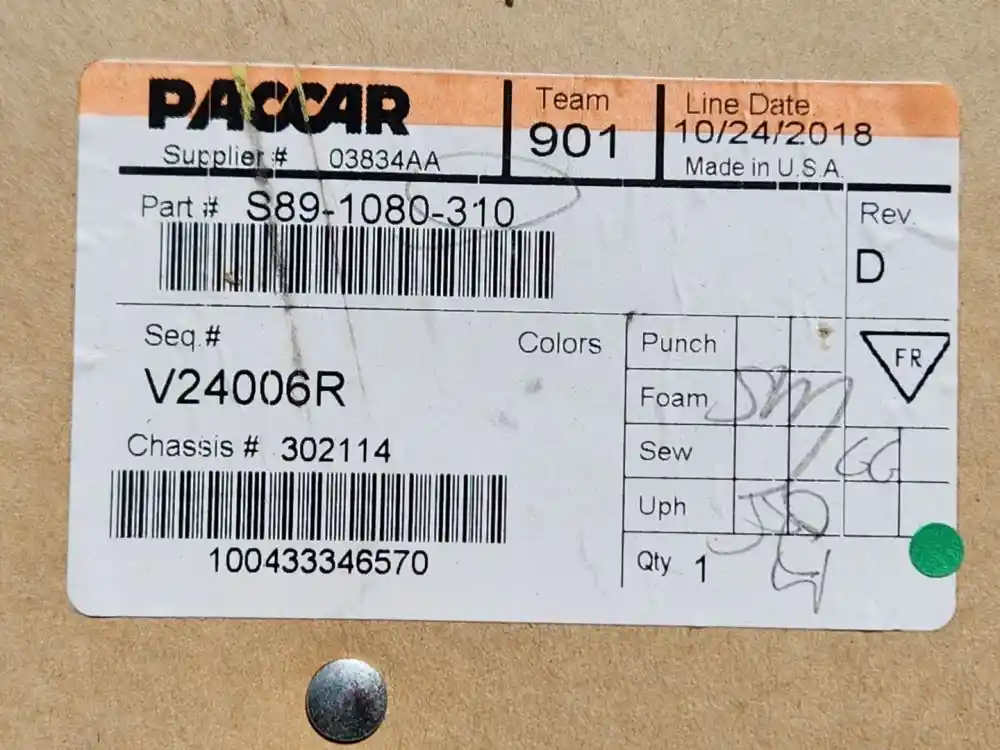 PACCAR
Team
901
Line Date.
10/24/2018
Made in U.S.A.
Supplier # 03834AA
Part # S89-1080-310
Rev.
D
Seq.#
V24006R
Colors
Punch
Foam
Sew
GG
Uph
Qty 1
FR
Chassis # 302114
100433346570